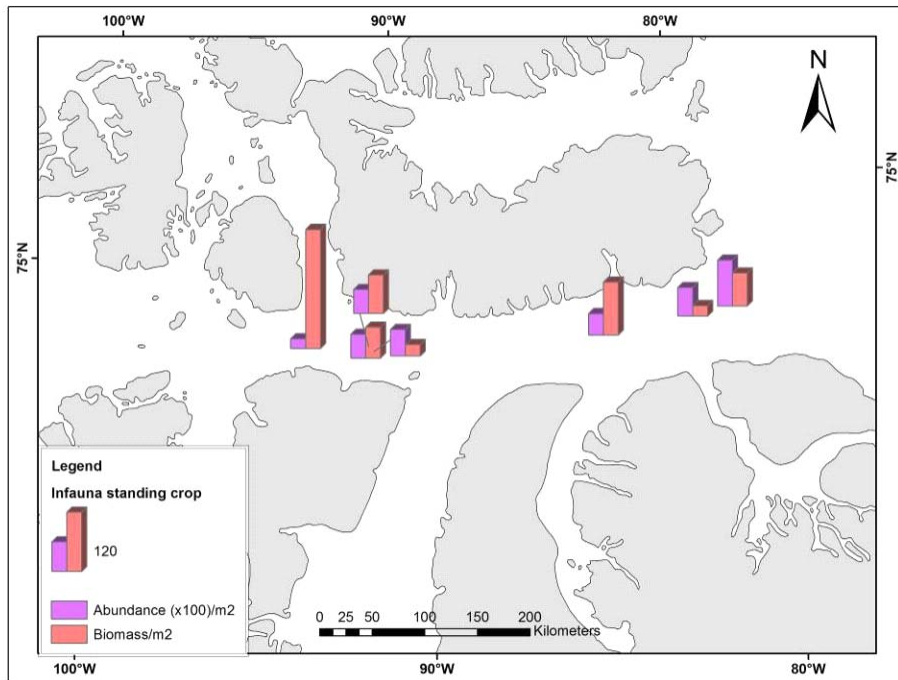 100°W 90°W 80°W
N
75°N
75°N
Legend
Infauna standing crop
120
Abundance (x100)/m2
Biomass/m2
0 25 50 100 150 200
Kilometers
100°W 90°W 80°W